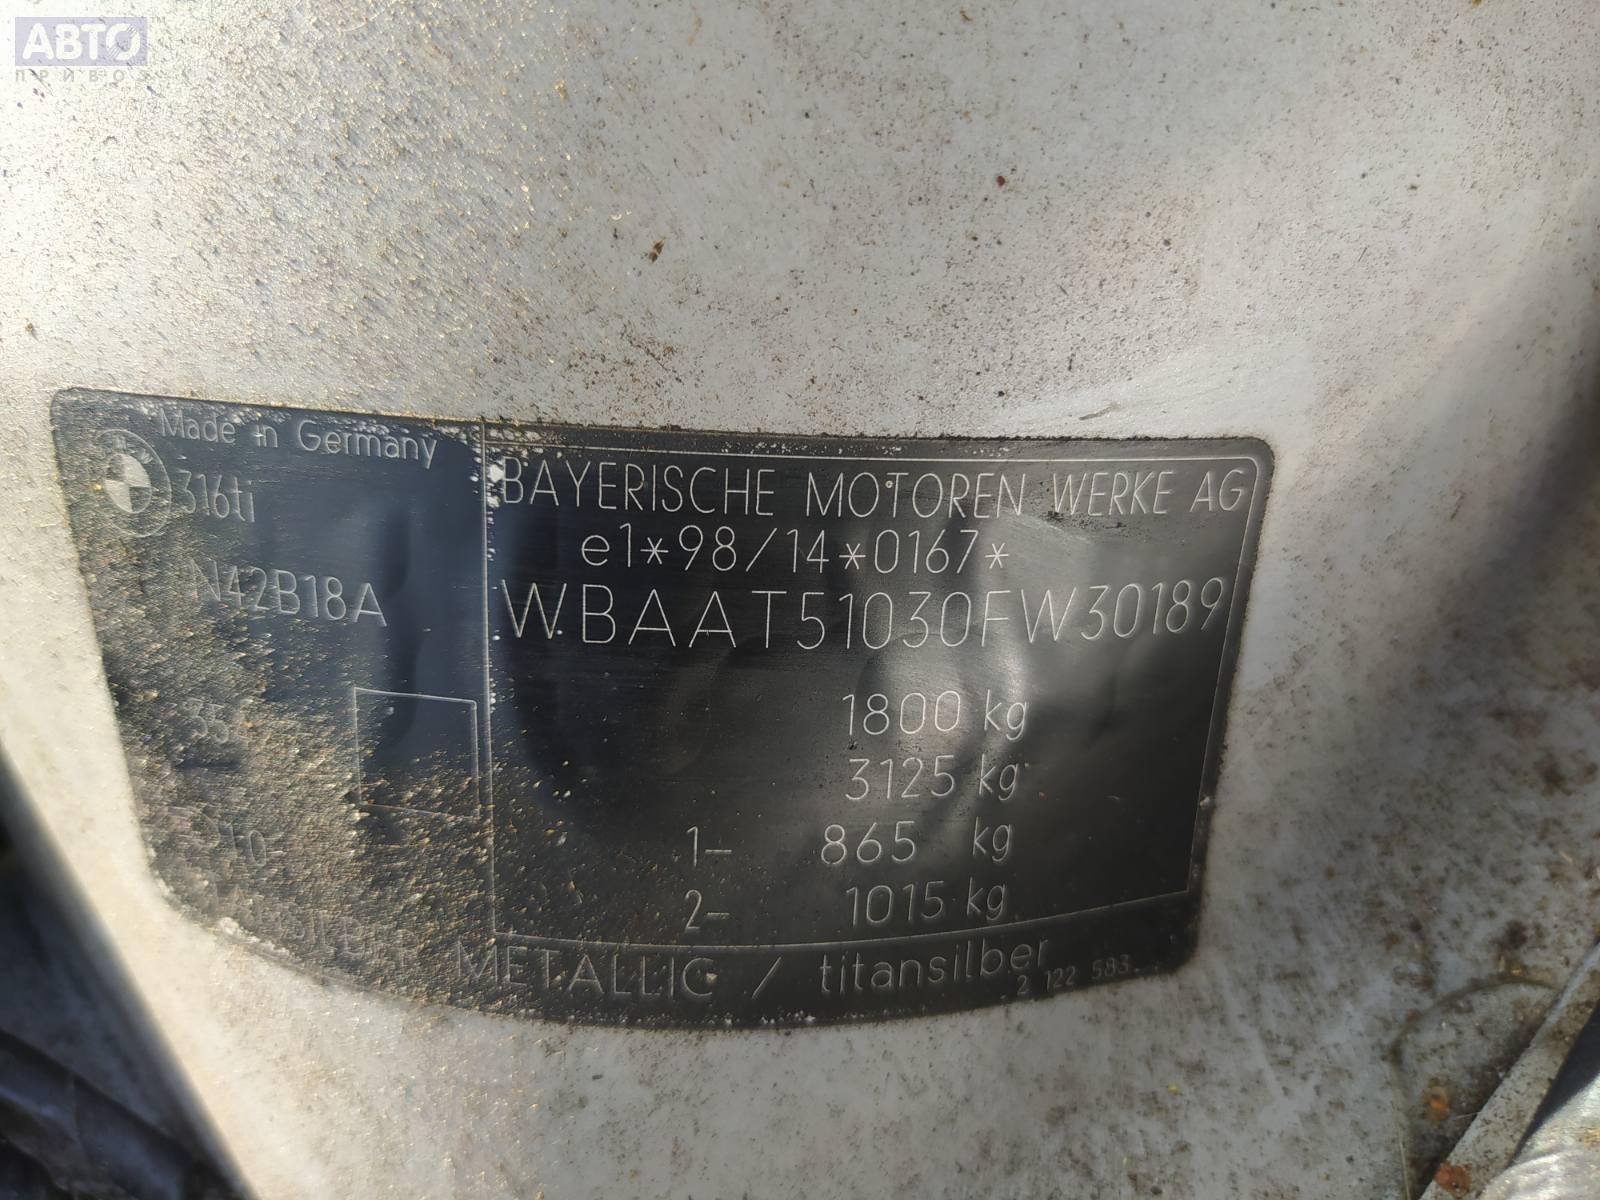 АВТО
ПРИВОЗ
Made in Germany
316ti
N42B18A
BAYERISCHE MOTOREN WERKE AG
e1*98/14*0167*
WBAAT51030FW30189
1800 kg
3125 kg
1- 865 kg
2- 1015 kg
METALLIC / titansilber
2 122 583